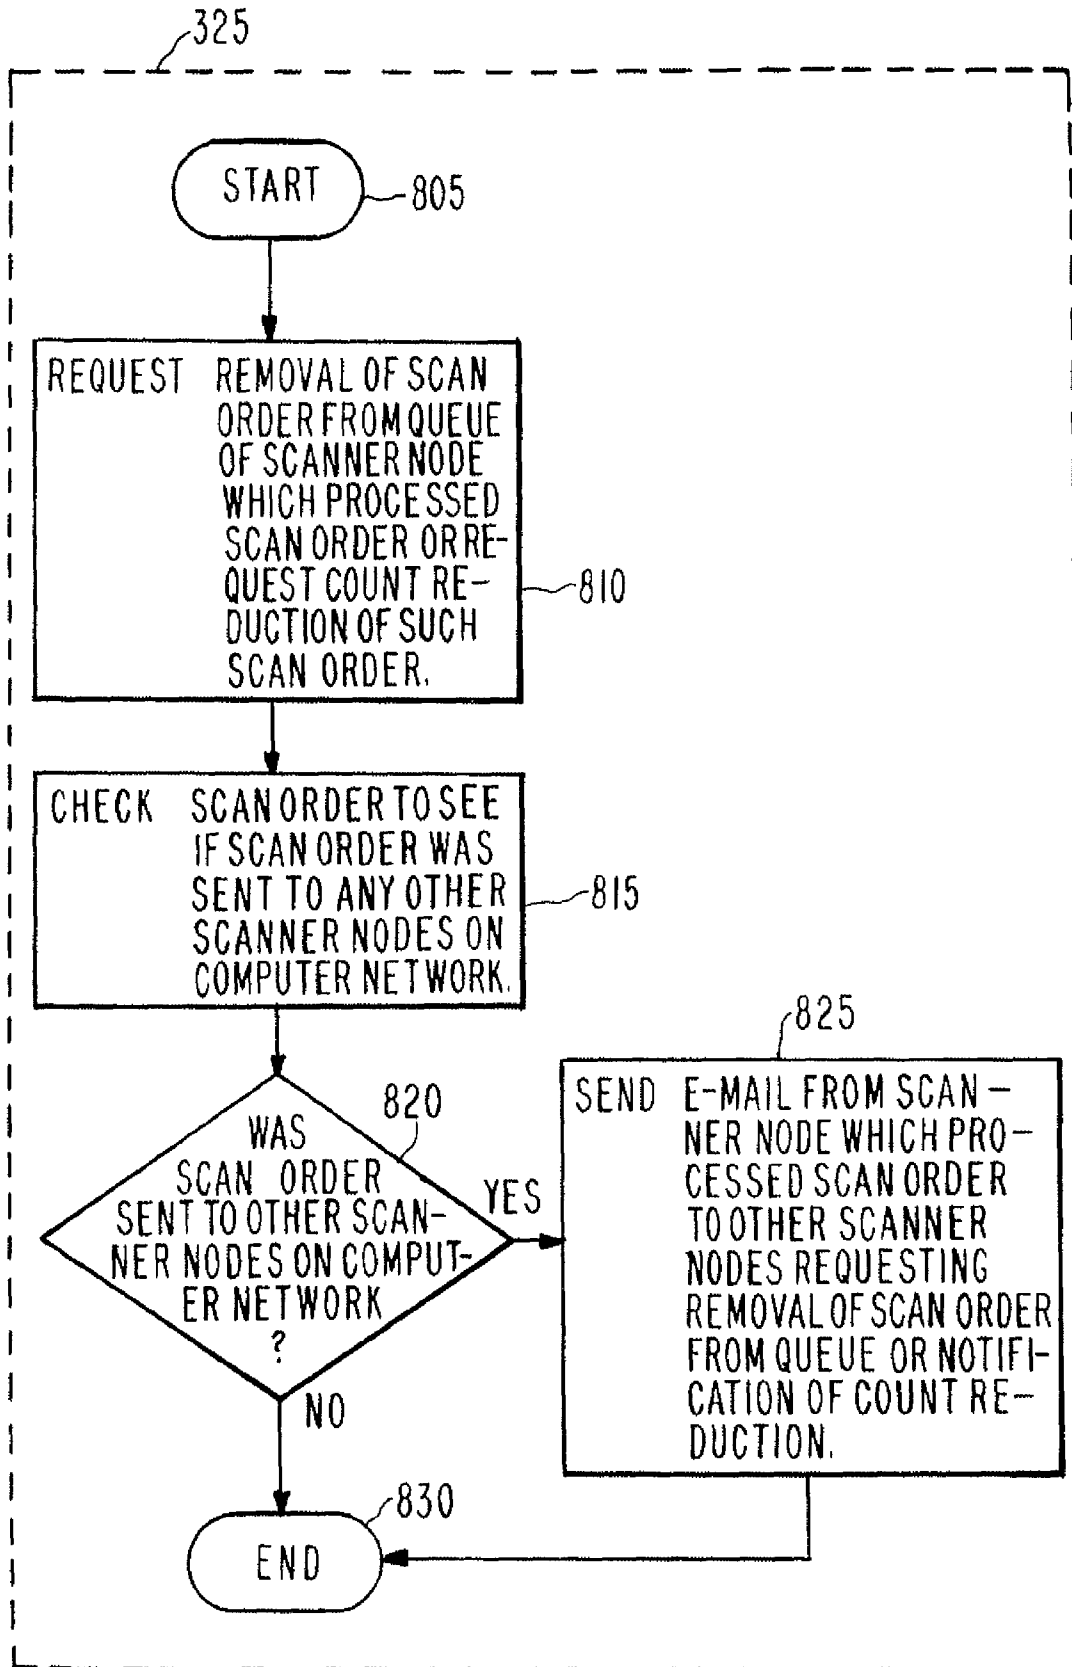 325
START
805
REQUEST REMOVAL OF SCAN
ORDER FROM QUEUE
OF SCANNER NODE
WHICH PROCESSED
SCAN ORDER OR RE-
QUEST COUNT RE-
DUCTION OF SUCH
SCAN ORDER.
810
CHECK SCAN ORDER TO SEE
IF SCAN ORDER WAS
SENT TO ANY OTHER
SCANNER NODES ON
COMPUTER NETWORK.
815
820
WAS
SCAN ORDER
SENT TO OTHER SCAN-
NER NODES ON COMPUT-
ER NETWORK
?
YES
NO
825
SEND E-MAIL FROM SCAN-
NER NODE WHICH PRO-
CESSED SCAN ORDER
TO OTHER SCANNER
NODES REQUESTING
REMOVAL OF SCAN ORDER
FROM QUEUE OR NOTIFI-
CATION OF COUNT RE-
DUCTION.
830
END